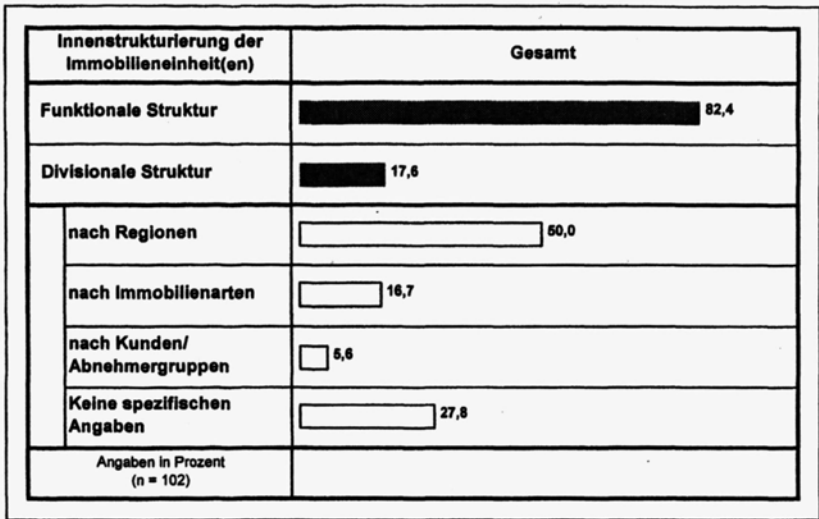 Innenstrukturierung der
Immobilieneinheit(en)
Gesamt
Funktionale Struktur
82,4
Divisionale Struktur
17,6
nach Regionen
50,0
nach Immobilienarten
16,7
nach Kunden/
Abnehmergruppen
5,6
Keine spezifischen
Angaben
27,8
Angaben in Prozent
(n = 102)